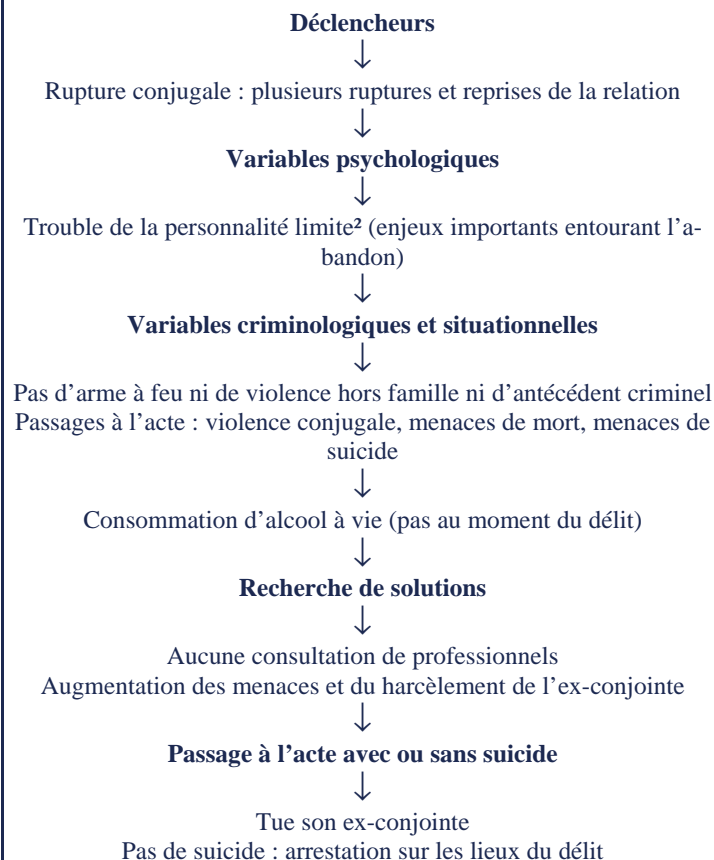 Déclencheurs
↓
Rupture conjugale : plusieurs ruptures et reprises de la relation
↓
Variables psychologiques
↓
Trouble de la personnalité limite² (enjeux importants entourant l’a-
bandon)
↓
Variables criminologiques et situationnelles
↓
Pas d’arme à feu ni de violence hors famille ni d’antécédent criminel
Passages à l’acte : violence conjugale, menaces de mort, menaces de
suicide
↓
Consommation d’alcool à vie (pas au moment du délit)
↓
Recherche de solutions
↓
Aucune consultation de professionnels
Augmentation des menaces et du harcèlement de l’ex-conjointe
↓
Passage à l’acte avec ou sans suicide
↓
Tue son ex-conjointe
Pas de suicide : arrestation sur les lieux du délit